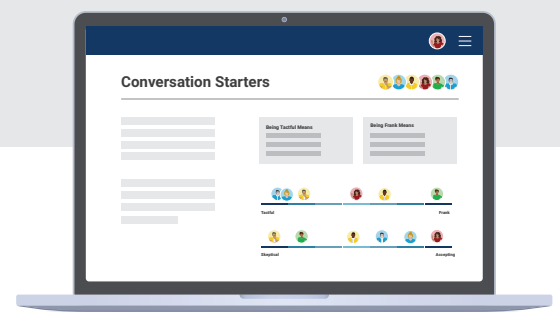 Conversation Starters
Being Tactful Means
Being Frank Means
Tactful
Frank
Skeptical
Accepting